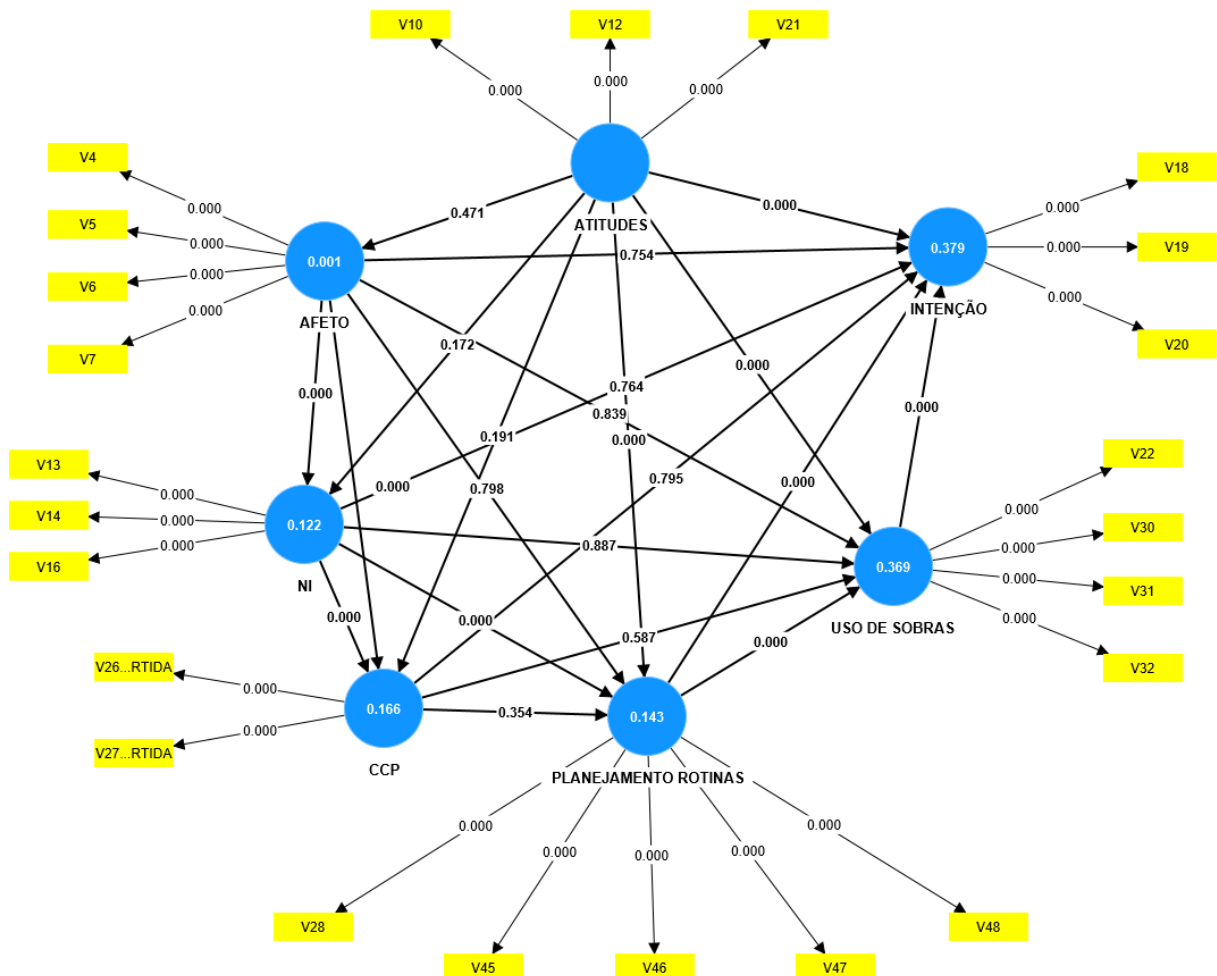 V10
V12
V21
0.000
0.000
0.000
V4
V5
V6
V7
0.000
0.000
0.000
0.000
0.001
AFETO
ATITUDES
V18
V19
V20
0.000
0.000
0.000
0.379
INTENÇÃO
0.471
0.000
0.754
0.172
0.000
0.764
0.839
0.000
0.191
0.000
0.000
0.795
0.000
0.798
0.000
V13
V14
V16
0.000
0.000
0.000
0.122
NI
0.887
0.000
0.000
0.587
0.000
0.354
V22
V30
V31
V32
0.000
0.000
0.000
0.000
0.369
USO DE SOBRAS
V26...RTIDA
V27...RTIDA
0.000
0.000
0.166
CCP
0.143
PLANEJAMENTO ROTINAS
0.000
0.000
0.000
0.000
0.000
V28
V45
V46
V47
V48